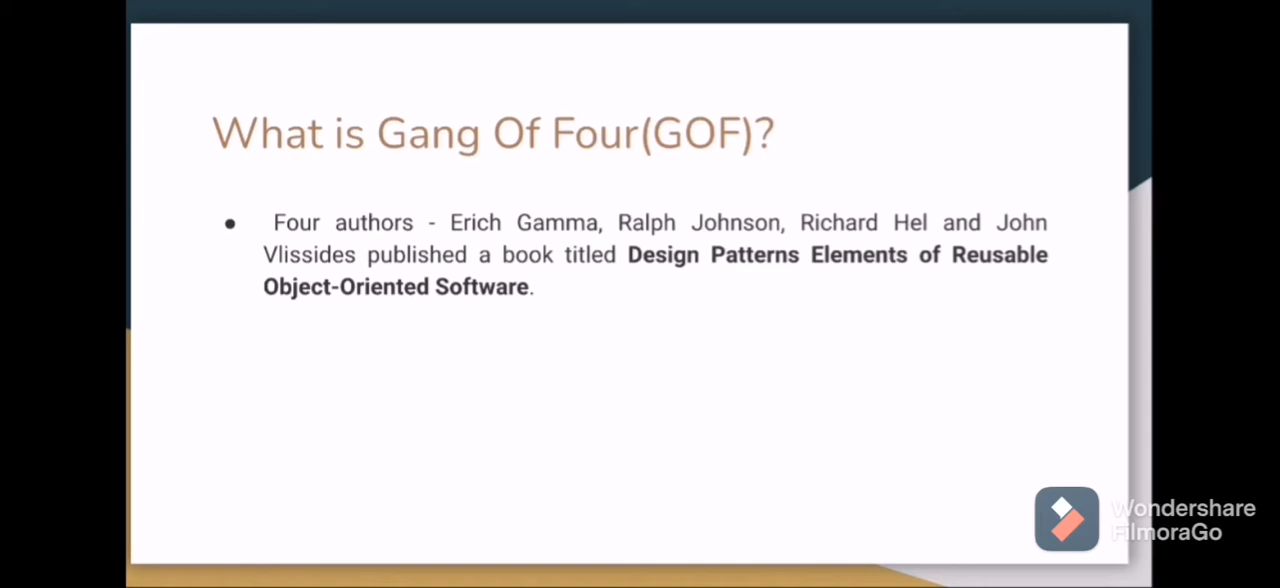 What is Gang Of Four(GOF)?
● Four authors - Erich Gamma, Ralph Johnson, Richard Hel and John
Vlissides published a book titled Design Patterns Elements of Reusable
Object-Oriented Software.
Wondershare
FilmoraGo